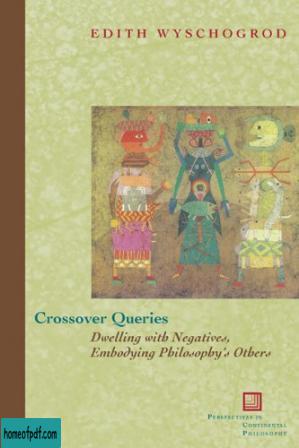 EDITH WYSCHOGROD
Crossover Queries
Dwelling with Negatives,
Embodying Philosophy's Others
PERSPECTIVES IN
CONTINENTAL
PHILOSOPHY
homeofpdf.com